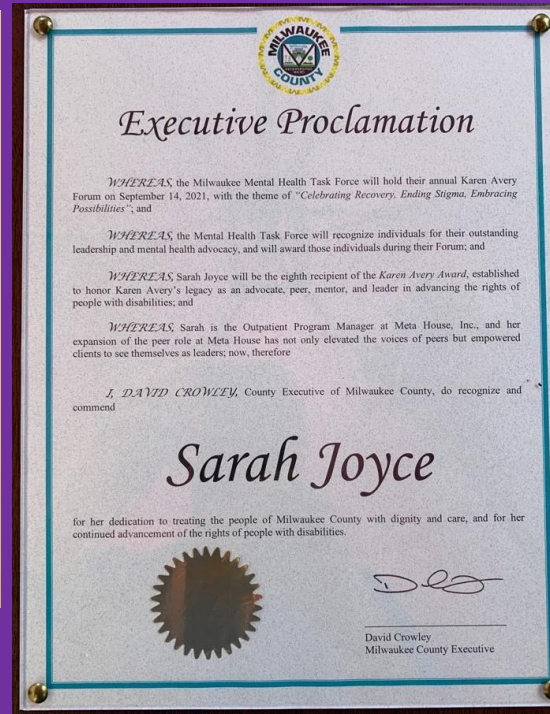 MILWAUKEE
COUNTY
Executive Proclamation
WHEREAS, the Milwaukee Mental Health Task Force will hold their annual Karen Avery
Forum on September 14, 2021, with the theme of "Celebrating Recovery, Ending Stigma, Embracing
Possibilities"; and
WHEREAS, the Mental Health Task Force will recognize individuals for their outstanding
leadership and mental health advocacy, and will award those individuals during their Forum; and
WHEREAS, Sarah Joyce will be the eighth recipient of the Karen Avery Award, established
to honor Karen Avery's legacy as an advocate, peer, mentor, and leader in advancing the rights of
people with disabilities; and
WHEREAS, Sarah is the Outpatient Program Manager at Meta House, Inc., and her
expansion of the peer role at Meta House has not only elevated the voices of peers but empowered
clients to see themselves as leaders; now, therefore
I, DAVID CROWLEY, County Executive of Milwaukee County, do recognize and
commend
Sarah Joyce
for her dedication to treating the people of Milwaukee County with dignity and care, and for her
continued advancement of the rights of people with disabilities.
David Crowley
Milwaukee County Executive